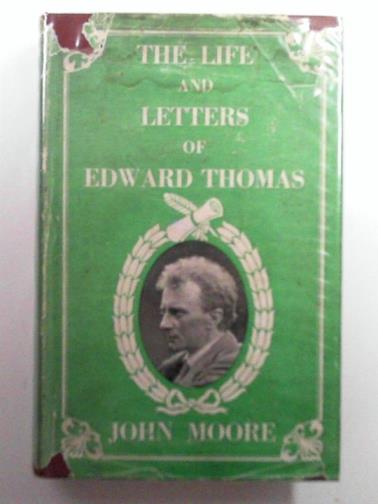 THE LIFE
AND
LETTERS
OF
EDWARD THOMAS
JOHN MOORE